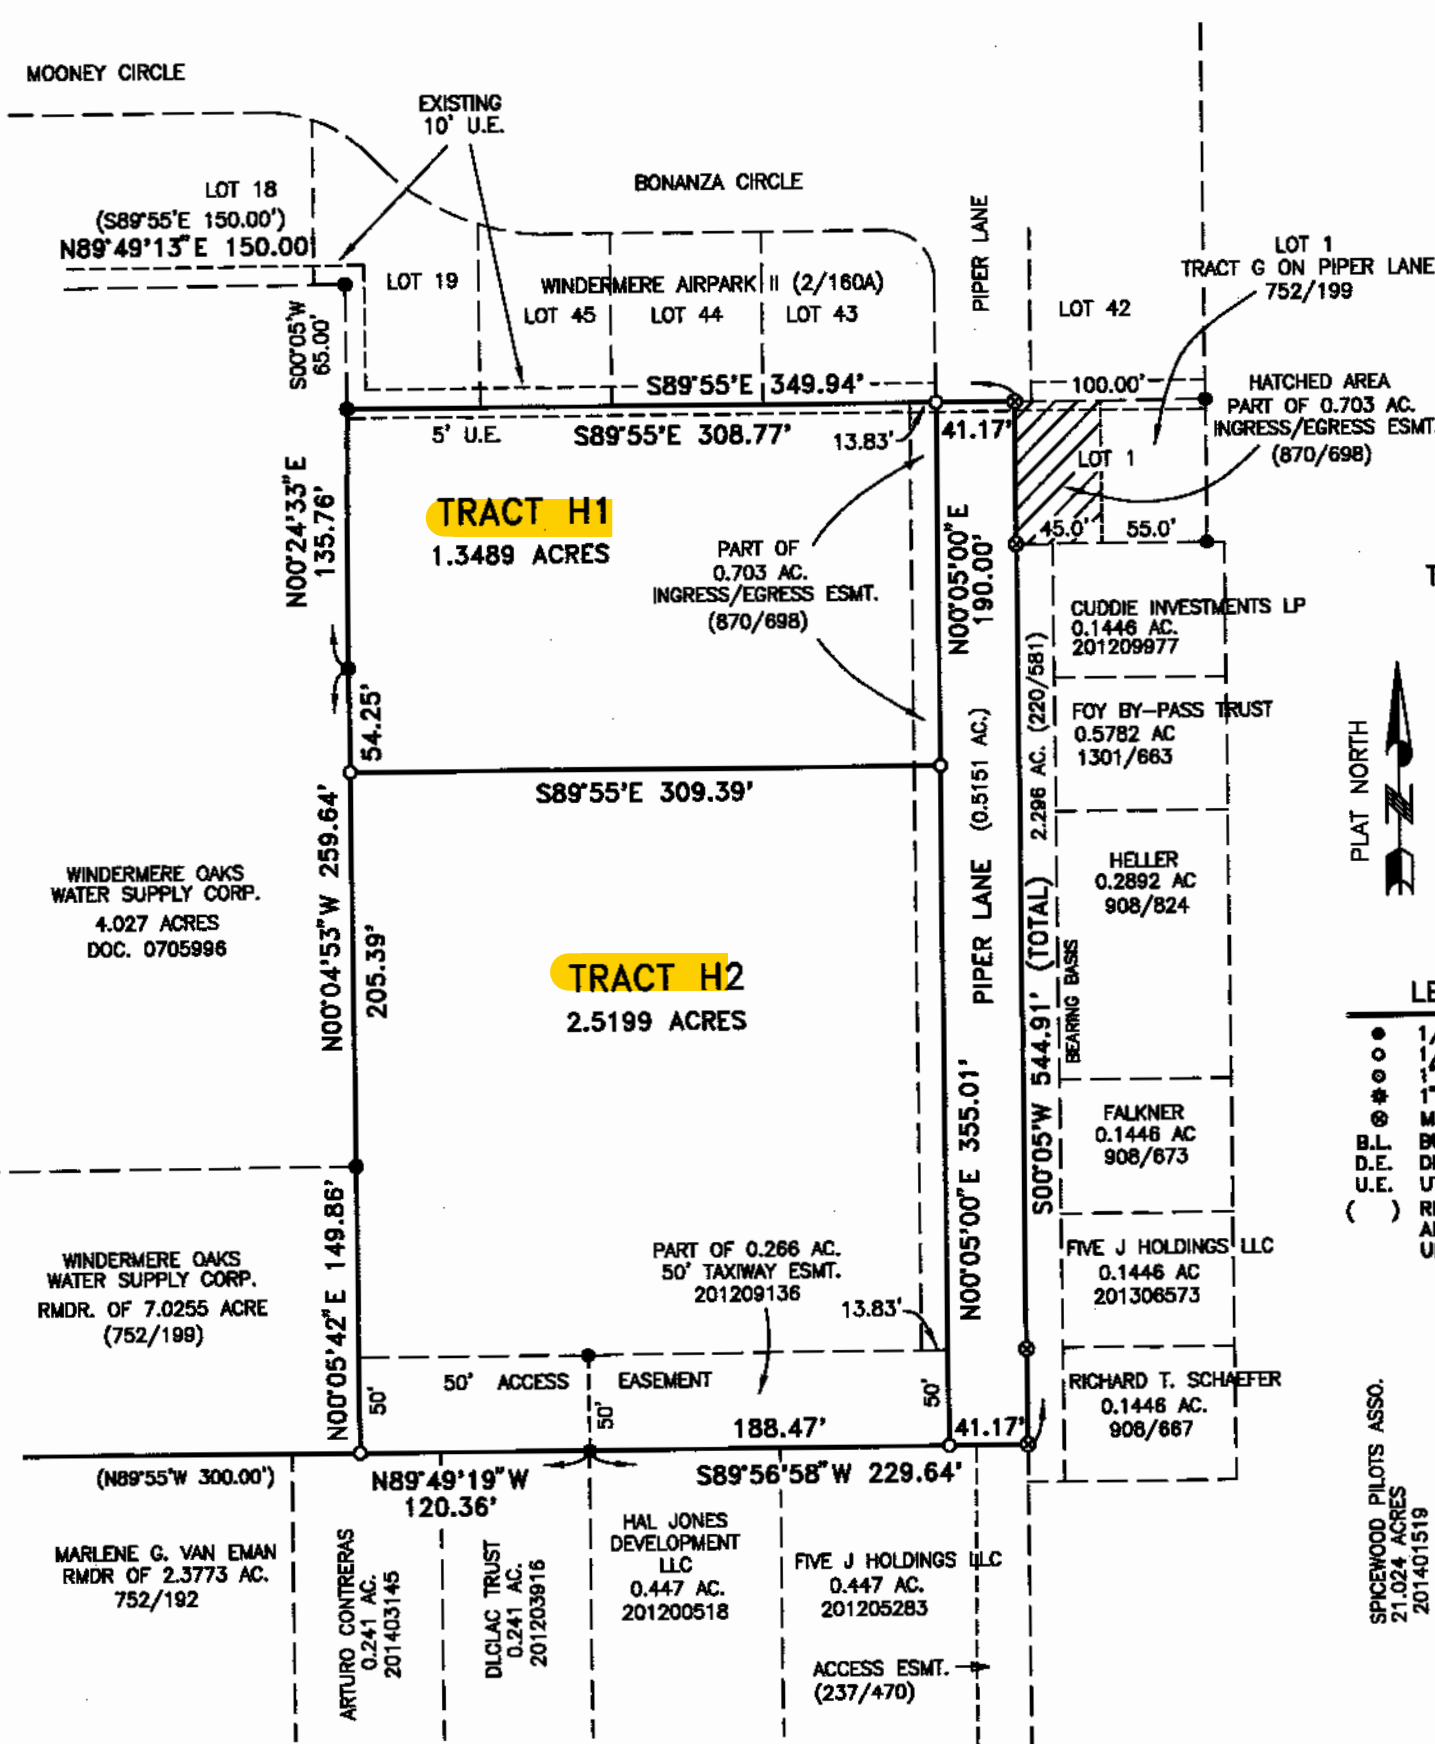 MOONEY CIRCLE
EXISTING
10' U.E.
LOT 18
(S89°55'E 150.00')
N89°49'13"E 150.00'
BONANZA CIRCLE
PIPER LANE
LOT 1
TRACT G ON PIPER LANE
752/199
LOT 19
WINDERMERE AIRPARK II (2/160A)
LOT 45
LOT 44
LOT 43
LOT 42
S00°05'W
65.00'
S89°55'E 349.94'
100.00'
HATCHED AREA
PART OF 0.703 AC.
INGRESS/EGRESS ESMT.
(870/698)
5' U.E.
S89°55'E 308.77'
13.83'
41.17'
LOT 1
45.0'
55.0'
N00°24'33"E
135.76'
TRACT H1
1.3489 ACRES
PART OF
0.703 AC.
INGRESS/EGRESS ESMT.
(870/698)
N00°05'00"E
190.00'
CUDDIE INVESTMENTS LP
0.1446 AC.
201209977
54.25'
FOY BY-PASS TRUST
0.5782 AC
1301/663
PLAT NORTH
N
S89°55'E 309.39'
PIPER LANE (0.5151 AC.)
2.296 AC. (220/581)
HELLER
0.2892 AC
908/824
WINDERMERE OAKS
WATER SUPPLY CORP.
4.027 ACRES
DOC. 0705996
N00°04'53"W 259.64'
205.39'
TRACT H2
2.5199 ACRES
S00°05'W 544.91' (TOTAL)
BEARING BASIS
B.L.
D.E.
U.E.
( )
FALKNER
0.1446 AC
908/673
N00°05'00"E 355.01'
WINDERMERE OAKS
WATER SUPPLY CORP.
RMDR. OF 7.0255 ACRE
(752/199)
N00°05'42"E 149.86'
PART OF 0.266 AC.
50' TAXIWAY ESMT.
201209136
13.83'
FIVE J HOLDINGS LLC
0.1446 AC
201306573
50'
50' ACCESS EASEMENT
50'
50'
RICHARD T. SCHAEFER
0.1446 AC.
908/667
188.47'
41.17'
(N89°55'W 300.00')
N89°49'19"W
120.36'
S89°56'58"W 229.64'
SPICEWOOD PILOTS ASSO.
21.024 ACRES
201401519
MARLENE G. VAN EMAN
RMDR OF 2.3773 AC.
752/192
ARTURO CONTRERAS
0.241 AC.
201403145
DLCLAC TRUST
0.241 AC.
201203916
HAL JONES
DEVELOPMENT
LLC
0.447 AC.
201200518
FIVE J HOLDINGS LLC
0.447 AC.
201205283
ACCESS ESMT.
(237/470)